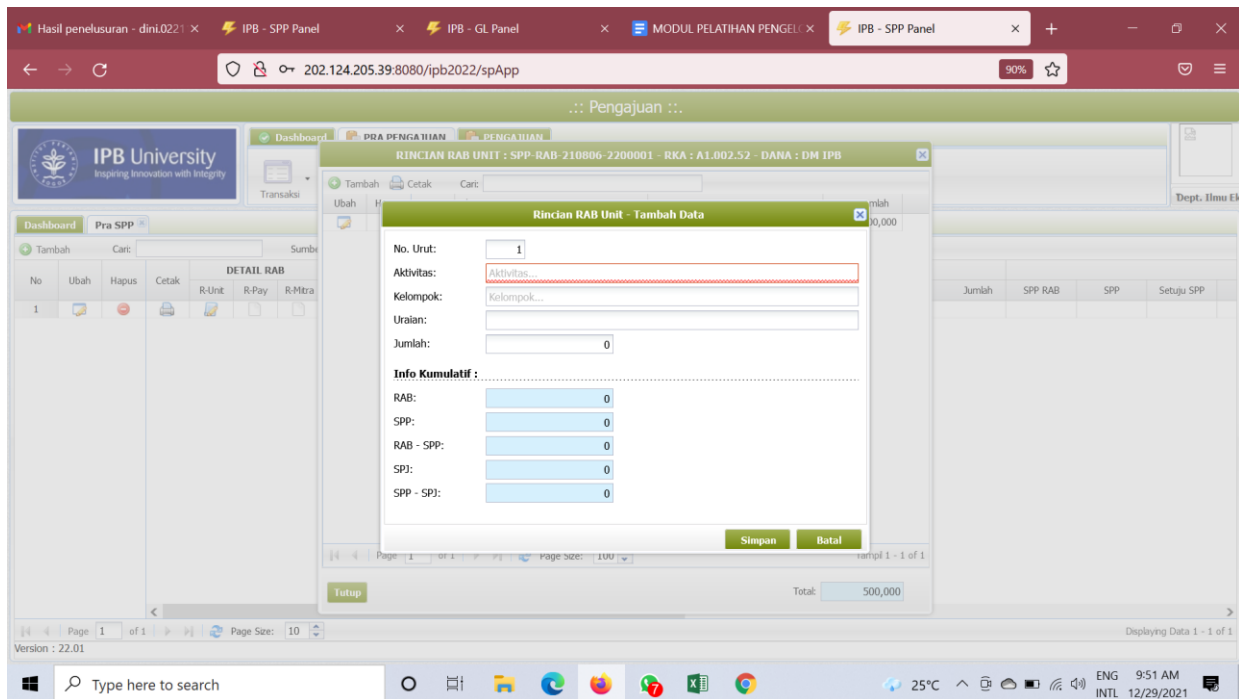 Hasil penelusuran - dini.0221 IPB - SPP Panel IPB - GL Panel MODUL PELATIHAN PENGEL IPB - SPP Panel
202.124.205.39:8080/ipb2022/spApp 90%
.:: Pengajuan ::.
Dashboard PRA PENGAJUAN PENGAJUAN
IPB University
Inspiring Innovation with Integrity
Transaksi
Dept. Ilmu Ek
RINCIAN RAB UNIT : SPP-RAB-210806-2200001 - RKA : A1.002.52 - DANA : DM IPB
Tambah Cetak Cari:
Ubah
Dashboard Pra SPP
Tambah Cari: Sumbe
No Ubah Hapus Cetak DETAIL RAB Jumlah SPP RAB SPP Setuju SPP
R-Unit R-Pay R-Mitra
1
Rincian RAB Unit - Tambah Data
No. Urut: 1
Aktivitas: Aktivitas...
Kelompok: Kelompok...
Uraian:
Jumlah: 0
Info Kumulatif :
RAB: 0
SPP: 0
RAB - SPP: 0
SPJ: 0
SPP - SPJ: 0
Simpan Batal
Page 1 of 1 Page Size: 100 Tampil 1 - 1 of 1
Tutup Total: 500,000
Page 1 of 1 Page Size: 10 Displaying Data 1 - 1 of 1
Version : 22.01
Type here to search 7 25°C ENG 9:51 AM
INTL 12/29/2021